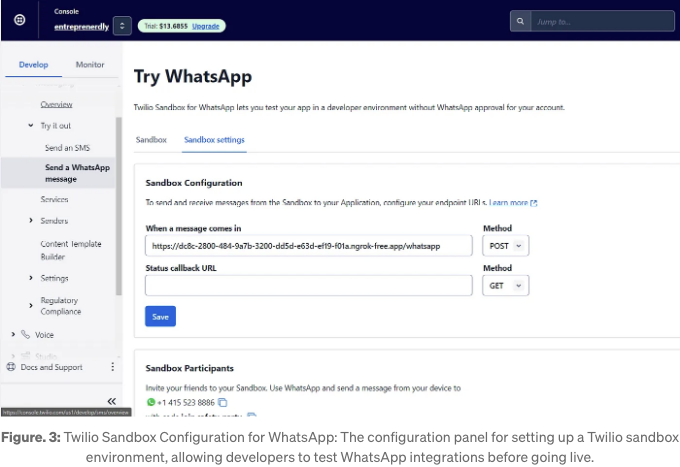 Console
entreprenerdly
Trial: $13.6855 Upgrade
Jump to...
Develop Monitor
Overview
Try it out
Send an SMS
Send a WhatsApp
message
Services
Senders
Content Template
Builder
Settings
Regulatory
Compliance
Voice
Studio
Docs and Support
https://console.twilio.com/us1/develop/sms/overview
Try WhatsApp
Twilio Sandbox for WhatsApp lets you test your app in a developer environment without WhatsApp approval for your account.
Sandbox Sandbox settings
Sandbox Configuration
To send and receive messages from the Sandbox to your Application, configure your endpoint URLs. Learn more
When a message comes in Method
https://dc8c-2800-484-9a7b-3200-dd5d-e63d-ef19-f01a.ngrok-free.app/whatsapp POST
Status callback URL Method
GET
Save
Sandbox Participants
Invite your friends to your Sandbox. Use WhatsApp and send a message from your device to
+1 415 523 8886
with code join
Figure. 3: Twilio Sandbox Configuration for WhatsApp: The configuration panel for setting up a Twilio sandbox
environment, allowing developers to test WhatsApp integrations before going live.